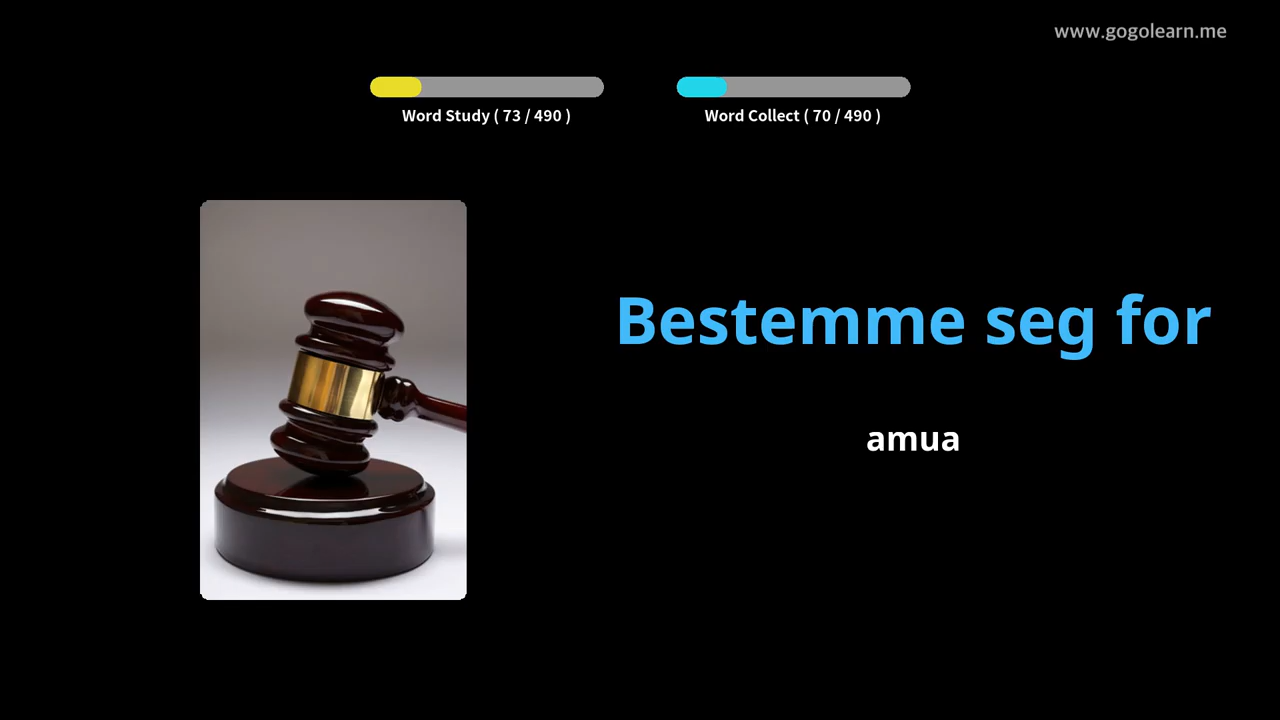 www.gogolearn.me
Word Study ( 73 / 490 )
Word Collect ( 70 / 490 )
Bestemme seg for
amua